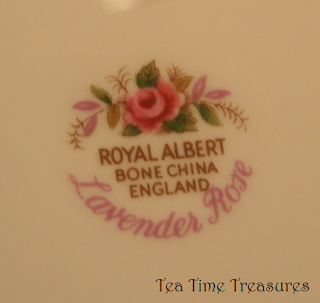 ROYAL ALBERT
BONE CHINA
ENGLAND
Lavender Rose
Tea Time Treasures